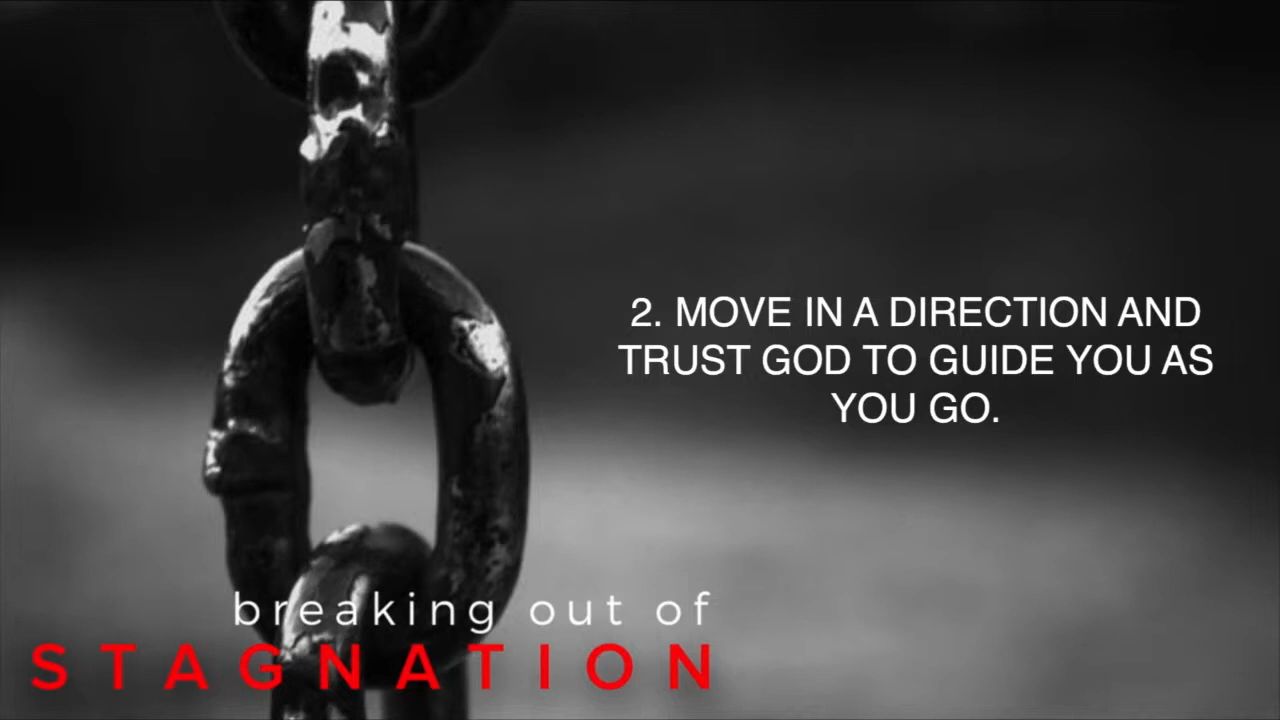 2. MOVE IN A DIRECTION AND
TRUST GOD TO GUIDE YOU AS
YOU GO.
breaking out of
STAGNATION